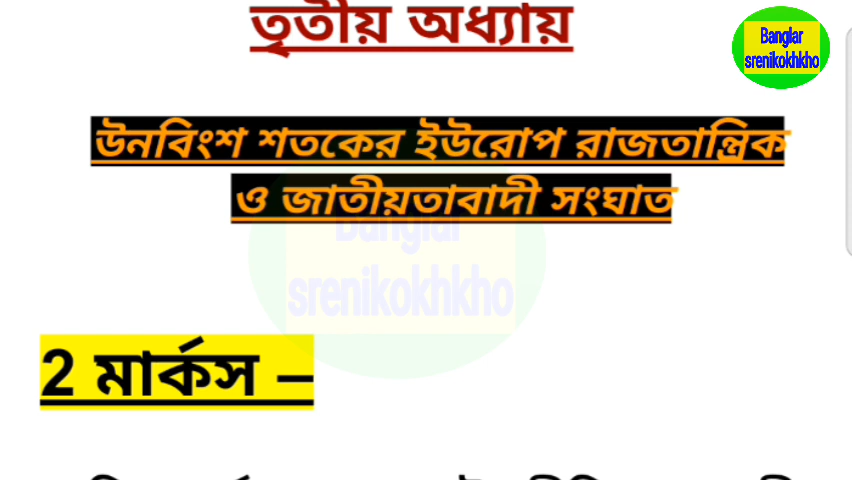 তৃতীয় অধ্যায়
Banglar
srenikokhkho
উনবিংশ শতকের ইউরোপ রাজতান্ত্রিক
ও জাতীয়তাবাদী সংঘাত
Banglar
srenikokhkho
2 মার্কস –